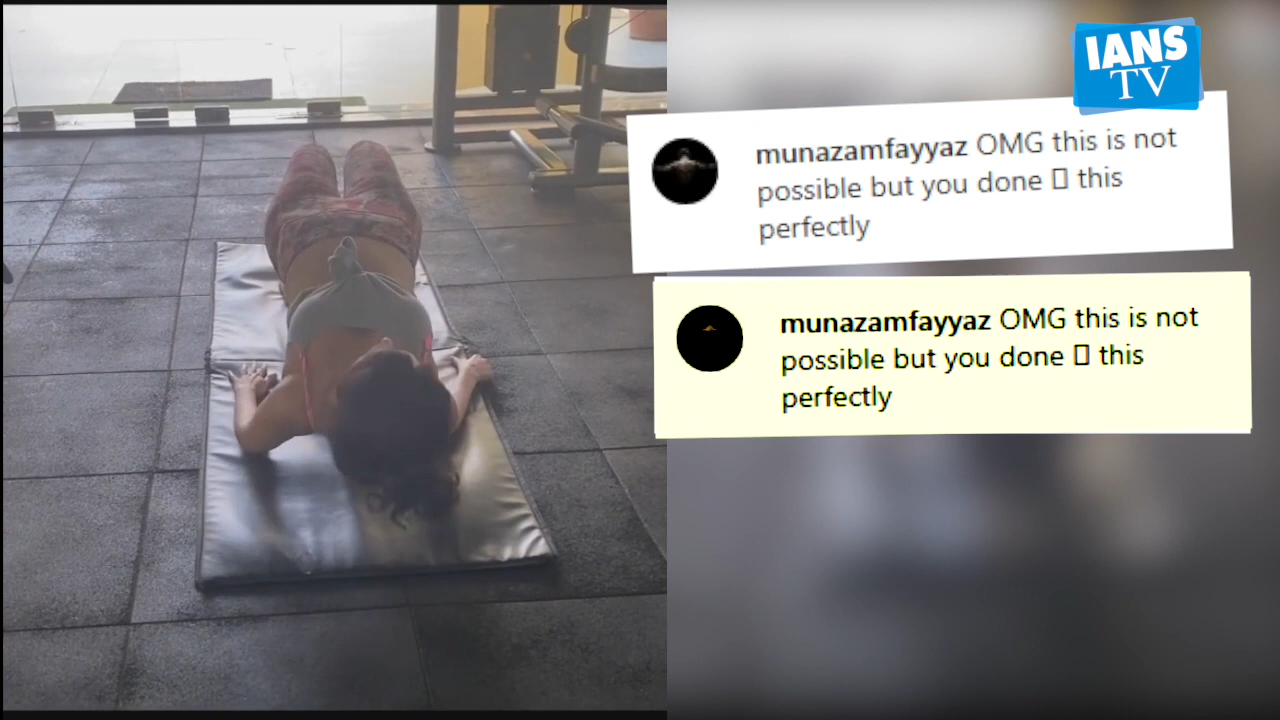 IANS
TV
munazamfayyaz OMG this is not
possible but you done □ this
perfectly
munazamfayyaz OMG this is not
possible but you done □ this
perfectly